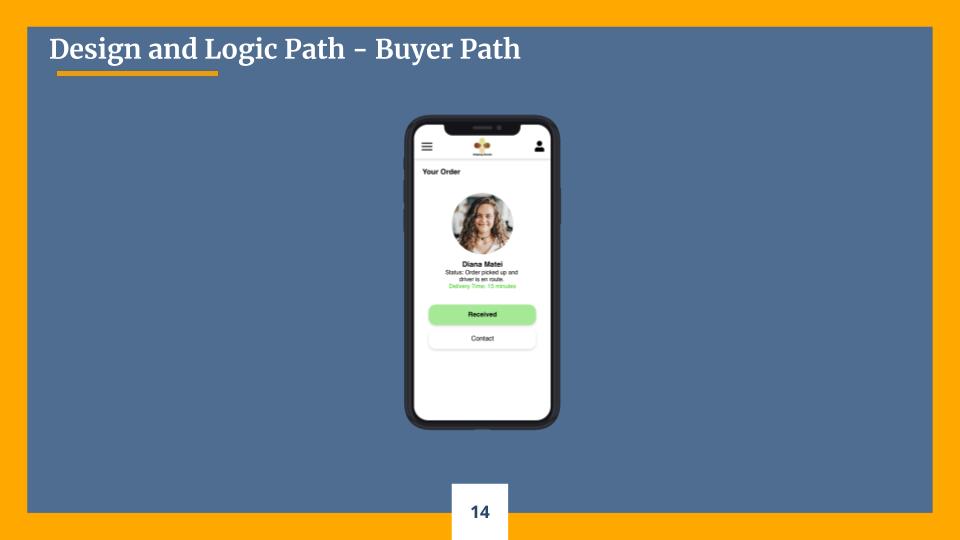 Design and Logic Path - Buyer Path
Your Order
Diana Matei
Status: Order picked up and
driver is en route.
Delivery Time: 15 minutes
Received
Contact
14